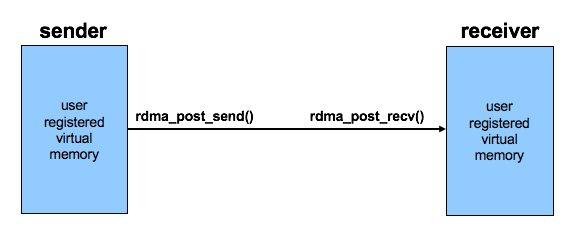 sender
receiver
user
registered
virtual
memory
rdma_post_send()
rdma_post_recv()
user
registered
virtual
memory